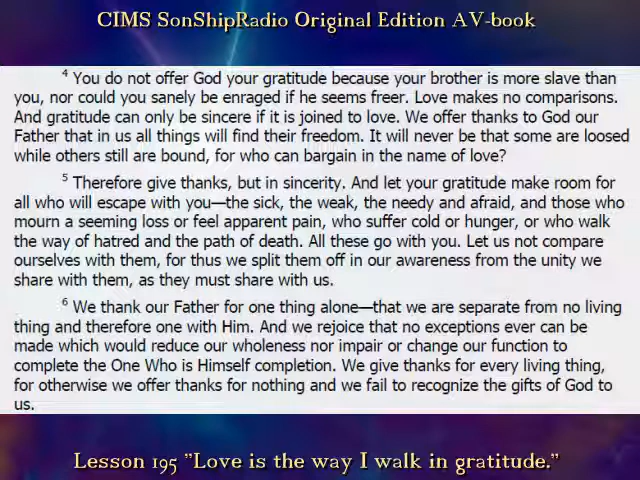 CIMS SonShipRadio Original Edition AV-book
4 You do not offer God your gratitude because your brother is more slave than
you, nor could you sanely be enraged if he seems freer. Love makes no comparisons.
And gratitude can only be sincere if it is joined to love. We offer thanks to God our
Father that in us all things will find their freedom. It will never be that some are loosed
while others still are bound, for who can bargain in the name of love?
5 Therefore give thanks, but in sincerity. And let your gratitude make room for
all who will escape with you—the sick, the weak, the needy and afraid, and those who
mourn a seeming loss or feel apparent pain, who suffer cold or hunger, or who walk
the way of hatred and the path of death. All these go with you. Let us not compare
ourselves with them, for thus we split them off in our awareness from the unity we
share with them, as they must share with us.
6 We thank our Father for one thing alone—that we are separate from no living
thing and therefore one with Him. And we rejoice that no exceptions ever can be
made which would reduce our wholeness nor impair or change our function to
complete the One Who is Himself completion. We give thanks for every living thing,
for otherwise we offer thanks for nothing and we fail to recognize the gifts of God to
us.
Lesson 195 "Love is the way I walk in gratitude."